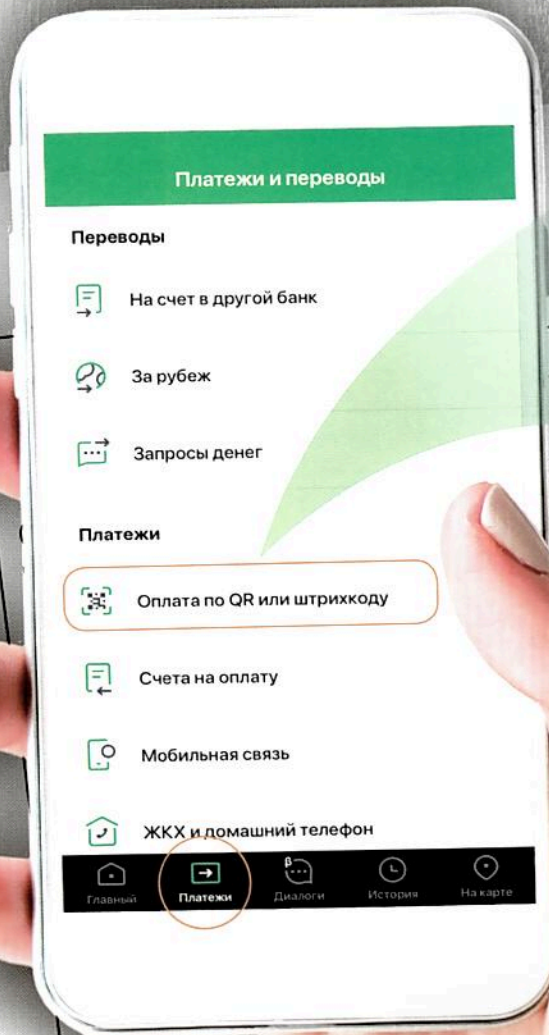 Платежи и переводы
Переводы
На счет в другой банк
За рубеж
Запросы денег
Платежи
Оплата по QR или штрихкоду
Счета на оплату
Мобильная связь
ЖКХ и домашний телефон
β
Главный Платежи Диалоги История На карте